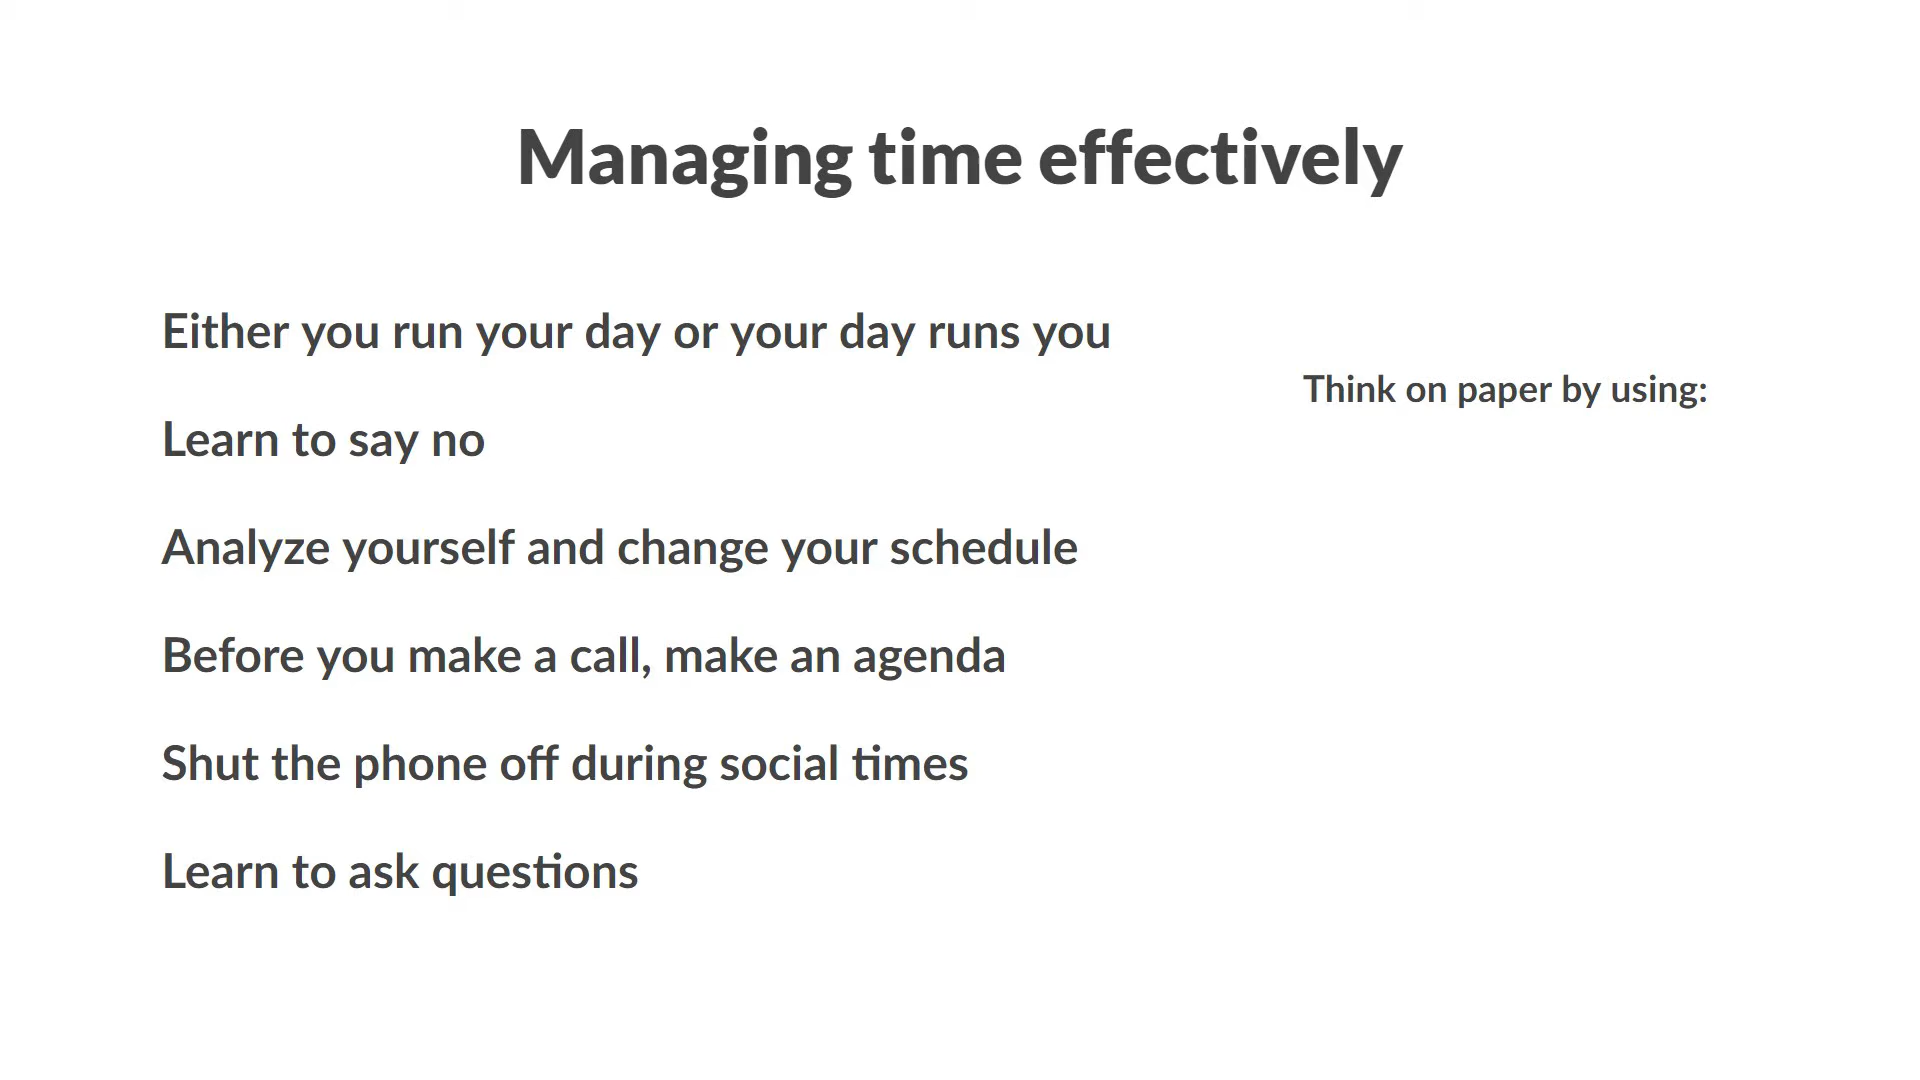 Managing time effectively
Either you run your day or your day runs you
Learn to say no
Analyze yourself and change your schedule
Before you make a call, make an agenda
Shut the phone off during social times
Learn to ask questions
Think on paper by using: